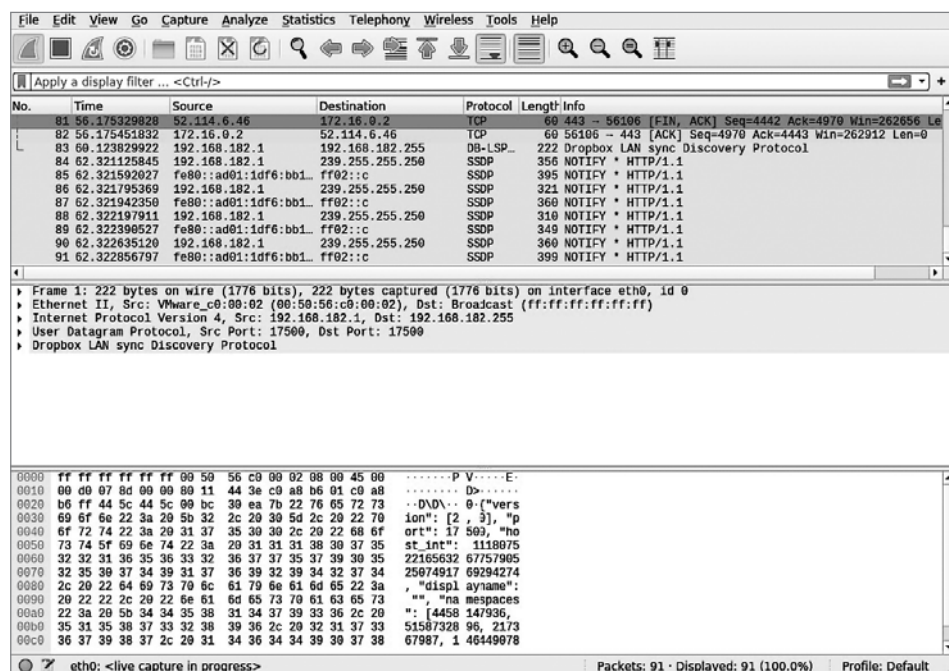 File Edit View Go Capture Analyze Statistics Telephony Wireless Tools Help
Apply a display filter ... <Ctrl-/>
No. Time Source Destination Protocol Length Info
81 56.175329828 52.114.6.46 172.16.0.2 TCP 60 443 → 56106 [FIN, ACK] Seq=4442 Ack=4970 Win=262656 Le
82 56.175451832 172.16.0.2 52.114.6.46 TCP 60 56106 → 443 [ACK] Seq=4970 Ack=4443 Win=262912 Len=0
83 60.123829922 192.168.182.1 192.168.182.255 DB-LSP… 222 Dropbox LAN sync Discovery Protocol
84 62.321125845 192.168.182.1 239.255.255.250 SSDP 356 NOTIFY * HTTP/1.1
85 62.321592027 fe80::ad01:1df6:bb1… ff02::c SSDP 395 NOTIFY * HTTP/1.1
86 62.321795369 192.168.182.1 239.255.255.250 SSDP 321 NOTIFY * HTTP/1.1
87 62.321942350 fe80::ad01:1df6:bb1… ff02::c SSDP 360 NOTIFY * HTTP/1.1
88 62.322197911 192.168.182.1 239.255.255.250 SSDP 310 NOTIFY * HTTP/1.1
89 62.322390527 fe80::ad01:1df6:bb1… ff02::c SSDP 349 NOTIFY * HTTP/1.1
90 62.322635120 192.168.182.1 239.255.255.250 SSDP 360 NOTIFY * HTTP/1.1
91 62.322856797 fe80::ad01:1df6:bb1… ff02::c SSDP 399 NOTIFY * HTTP/1.1
Frame 1: 222 bytes on wire (1776 bits), 222 bytes captured (1776 bits) on interface eth0, id 0
Ethernet II, Src: VMware_c0:00:02 (00:50:56:c0:00:02), Dst: Broadcast (ff:ff:ff:ff:ff:ff)
Internet Protocol Version 4, Src: 192.168.182.1, Dst: 192.168.182.255
User Datagram Protocol, Src Port: 17500, Dst Port: 17500
Dropbox LAN sync Discovery Protocol
0000 ff ff ff ff ff ff 00 50 56 c0 00 02 08 00 45 00 ·······P V·····E·
0010 00 d0 07 8d 00 00 80 11 44 3e c0 a8 b6 01 c0 a8 ········ D>······
0020 b6 ff 44 5c 44 5c 00 bc 30 ea 7b 22 76 65 72 73 ··D\D\·· 0·{"vers
0030 69 6f 6e 22 3a 20 5b 32 2c 20 30 5d 2c 20 22 70 ion": [2 , 0], "p
0040 6f 72 74 22 3a 20 31 37 35 30 30 2c 20 22 68 6f ort": 17 500, "ho
0050 73 74 5f 69 6e 74 22 3a 20 31 31 31 38 30 37 35 st_int": 1118075
0060 32 32 31 36 35 36 33 32 36 37 37 35 37 39 30 35 22165632 67757905
0070 32 35 30 37 34 39 31 37 36 39 32 39 34 32 37 34 25074917 69294274
0080 2c 20 22 64 69 73 70 6c 61 79 6e 61 6d 65 22 3a , "displ ayname":
0090 20 22 22 2c 20 22 6e 61 6d 65 73 70 61 63 65 73 "", "na mespaces
00a0 22 3a 20 5b 34 34 35 38 31 34 37 39 33 36 2c 20 ": [4458 147936,
00b0 35 31 35 38 37 33 32 38 39 36 2c 20 32 31 37 33 51587328 96, 2173
00c0 36 37 39 38 37 2c 20 31 34 36 34 34 39 30 37 38 67987, 1 46449078
eth0: <live capture in progress> Packets: 91 · Displayed: 91 (100.0%) Profile: Default